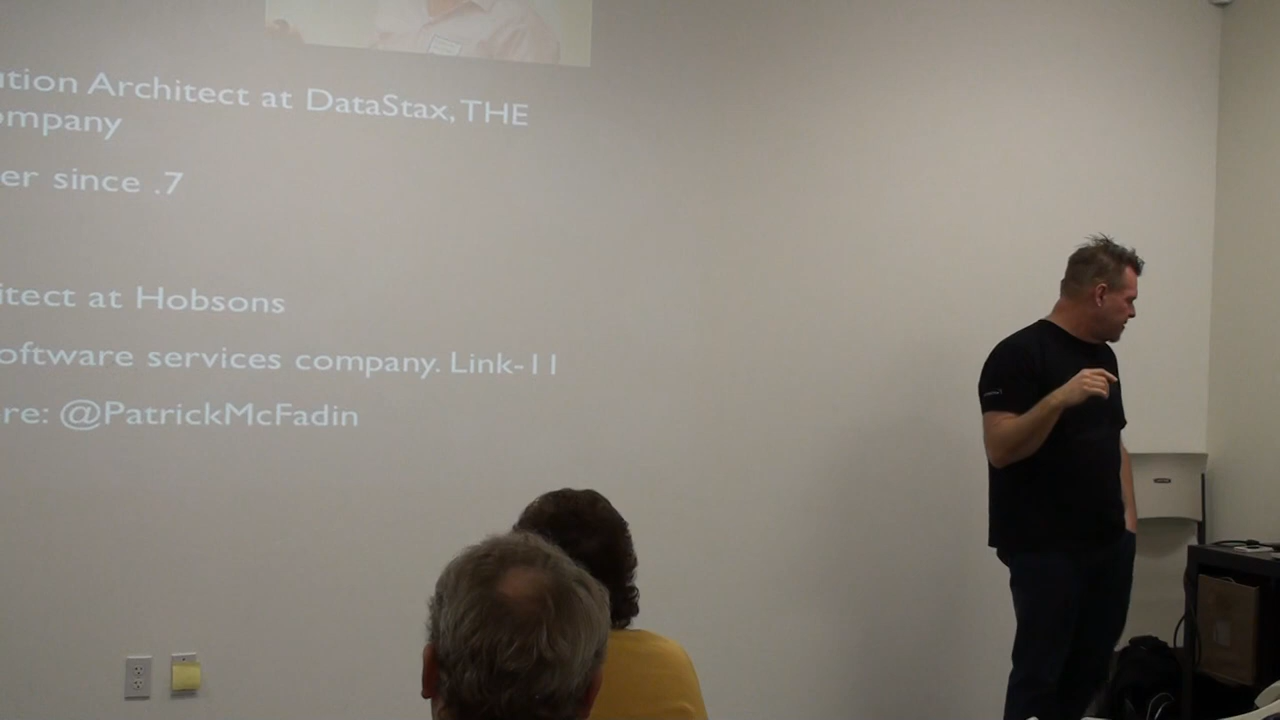 ution Architect at DataStax, THE
ompany
er since .7
itect at Hobsons
oftware services company. Link-11
re: @PatrickMcFadin